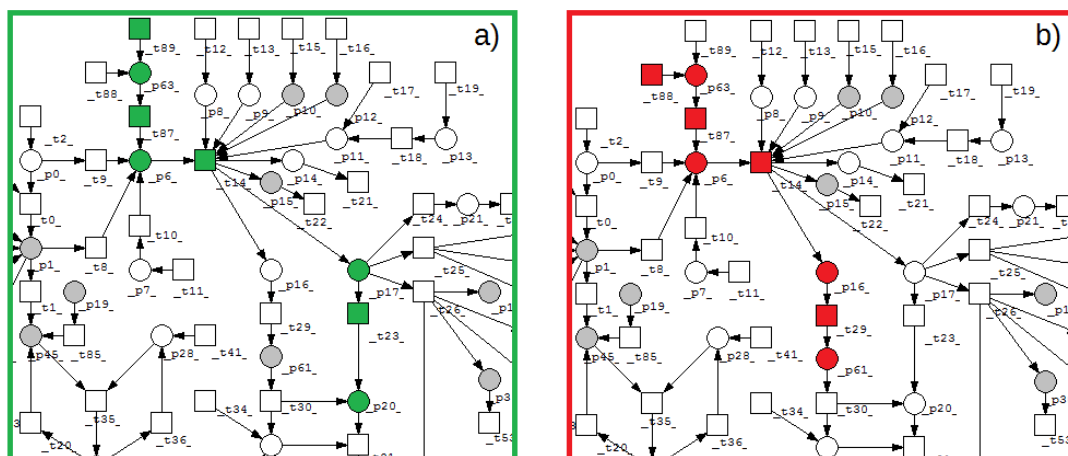 a)
_t89_ _t12_ _t13_ _t15_ _t16_
_p63_
_t88_ _t17_ _t19_
_p8_ _p9_ _p10_ _p12_
_t2_ _t87_
_p11_ _t18_ _p13_
_p0_ _t9_ _p6_ _t14_ _p14_
_p15_ _t21_
_t0_ _t22_ _t24_ _p21_
_t10_
_p1_ _t8_ _t25_
_p7_ _t11_ _p16_ _p17_ _t26_
_t1_ _p19_
_t29_ _t23_
_p45_ _t85_ _p28_ _t41_ _p61_
_t35_ _t34_ _t30_ _p20_
_t20_ _t36_ _t53
b)
_t89_ _t12_ _t13_ _t15_ _t16_
_p63_
_t88_ _t17_ _t19_
_p8_ _p9_ _p10_ _p12_
_t2_ _t87_
_p11_ _t18_ _p13_
_p0_ _t9_ _p6_ _t14_ _p14_
_p15_ _t21_
_t0_ _t22_ _t24_ _p21_
_t10_
_p1_ _t8_ _t25_
_p7_ _t11_ _p16_ _p17_ _t26_
_t1_ _p19_
_t29_ _t23_
_p45_ _t85_ _p28_ _t41_ _p61_
_t35_ _t34_ _t30_ _p20_
_t20_ _t36_ _t53